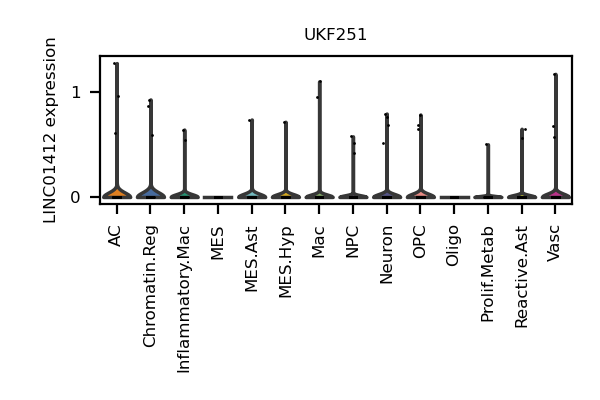 UKF251
LINC01412 expression
1
0
AC
Chromatin.Reg
Inflammatory.Mac
MES
MES.Ast
MES.Hyp
Mac
NPC
Neuron
OPC
Oligo
Prolif.Metab
Reactive.Ast
Vasc